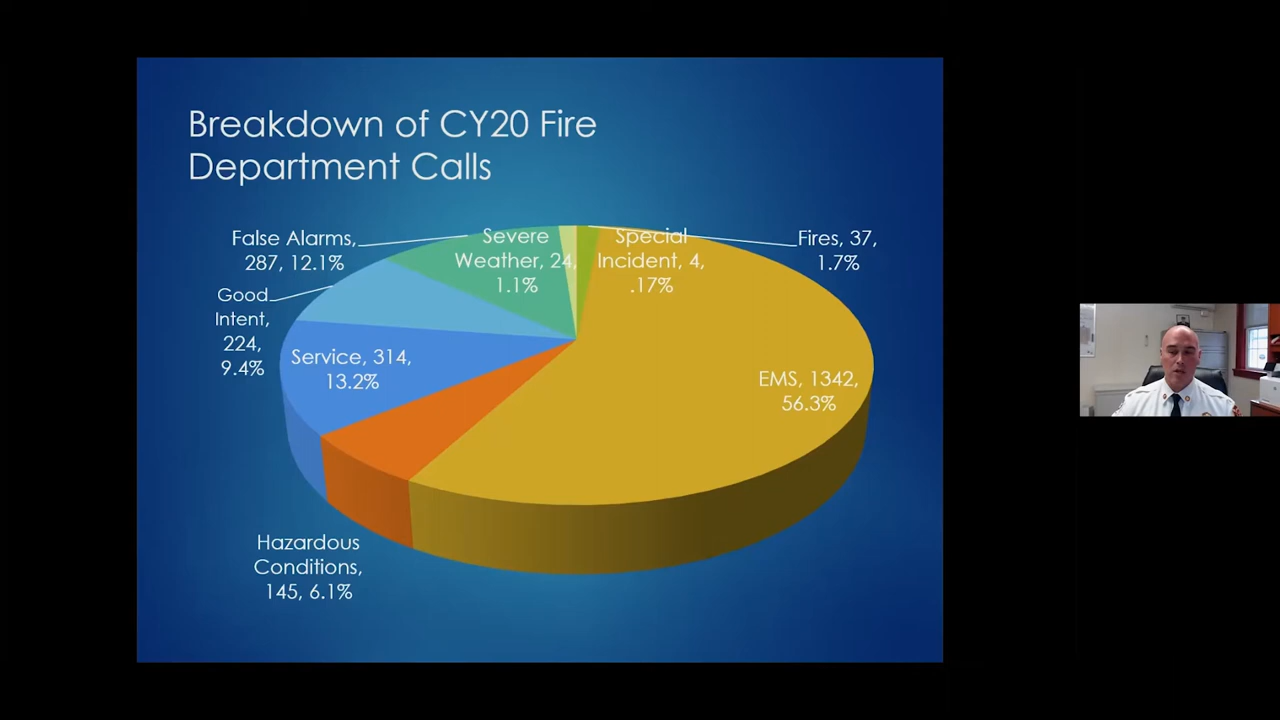 Breakdown of CY20 Fire
Department Calls
False Alarms,
287, 12.1%
Severe
Weather, 24,
1.1%
Special
Incident, 4,
.17%
Fires, 37,
1.7%
Good
Intent,
224,
9.4%
Service, 314,
13.2%
EMS, 1342,
56.3%
Hazardous
Conditions,
145, 6.1%